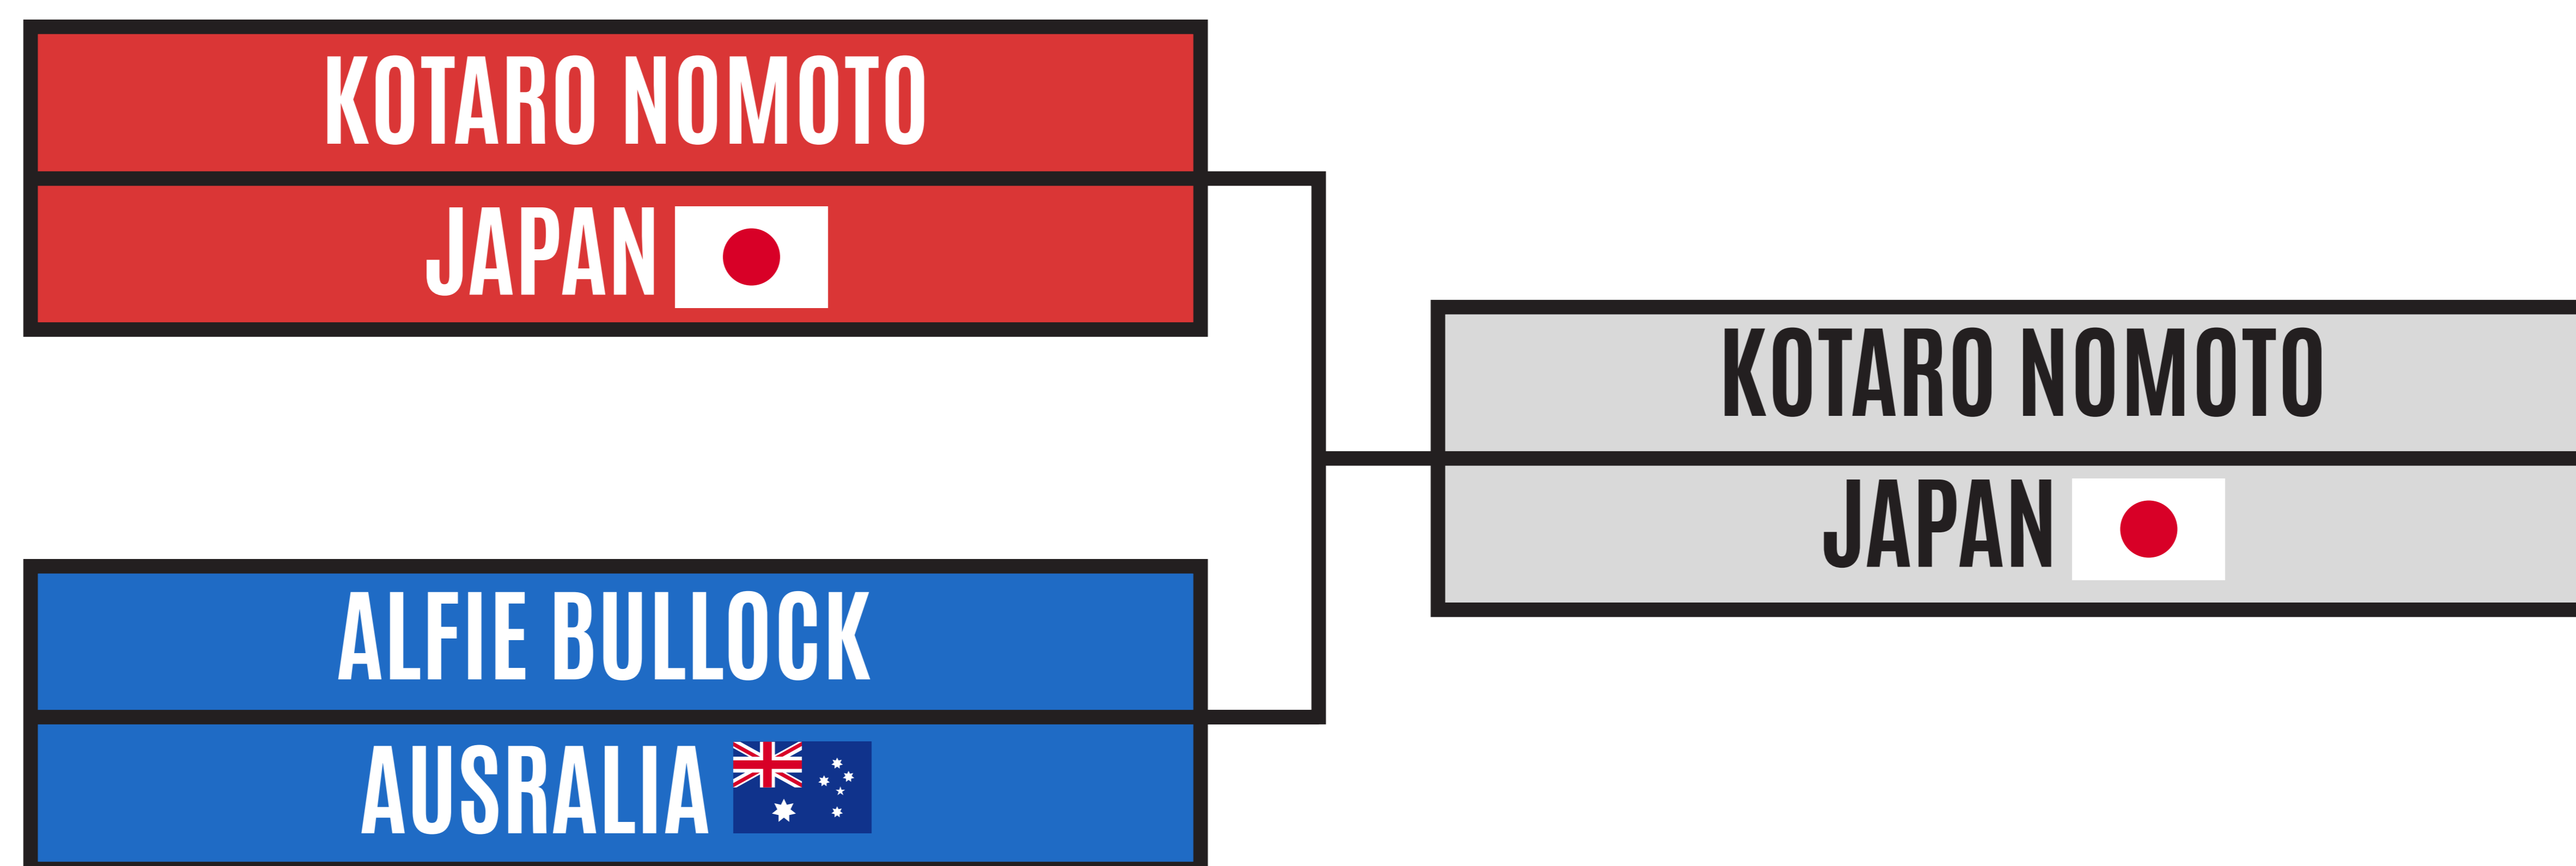 KOTARO NOMOTO
JAPAN
KOTARO NOMOTO
JAPAN
ALFIE BULLOCK
AUSRALIA